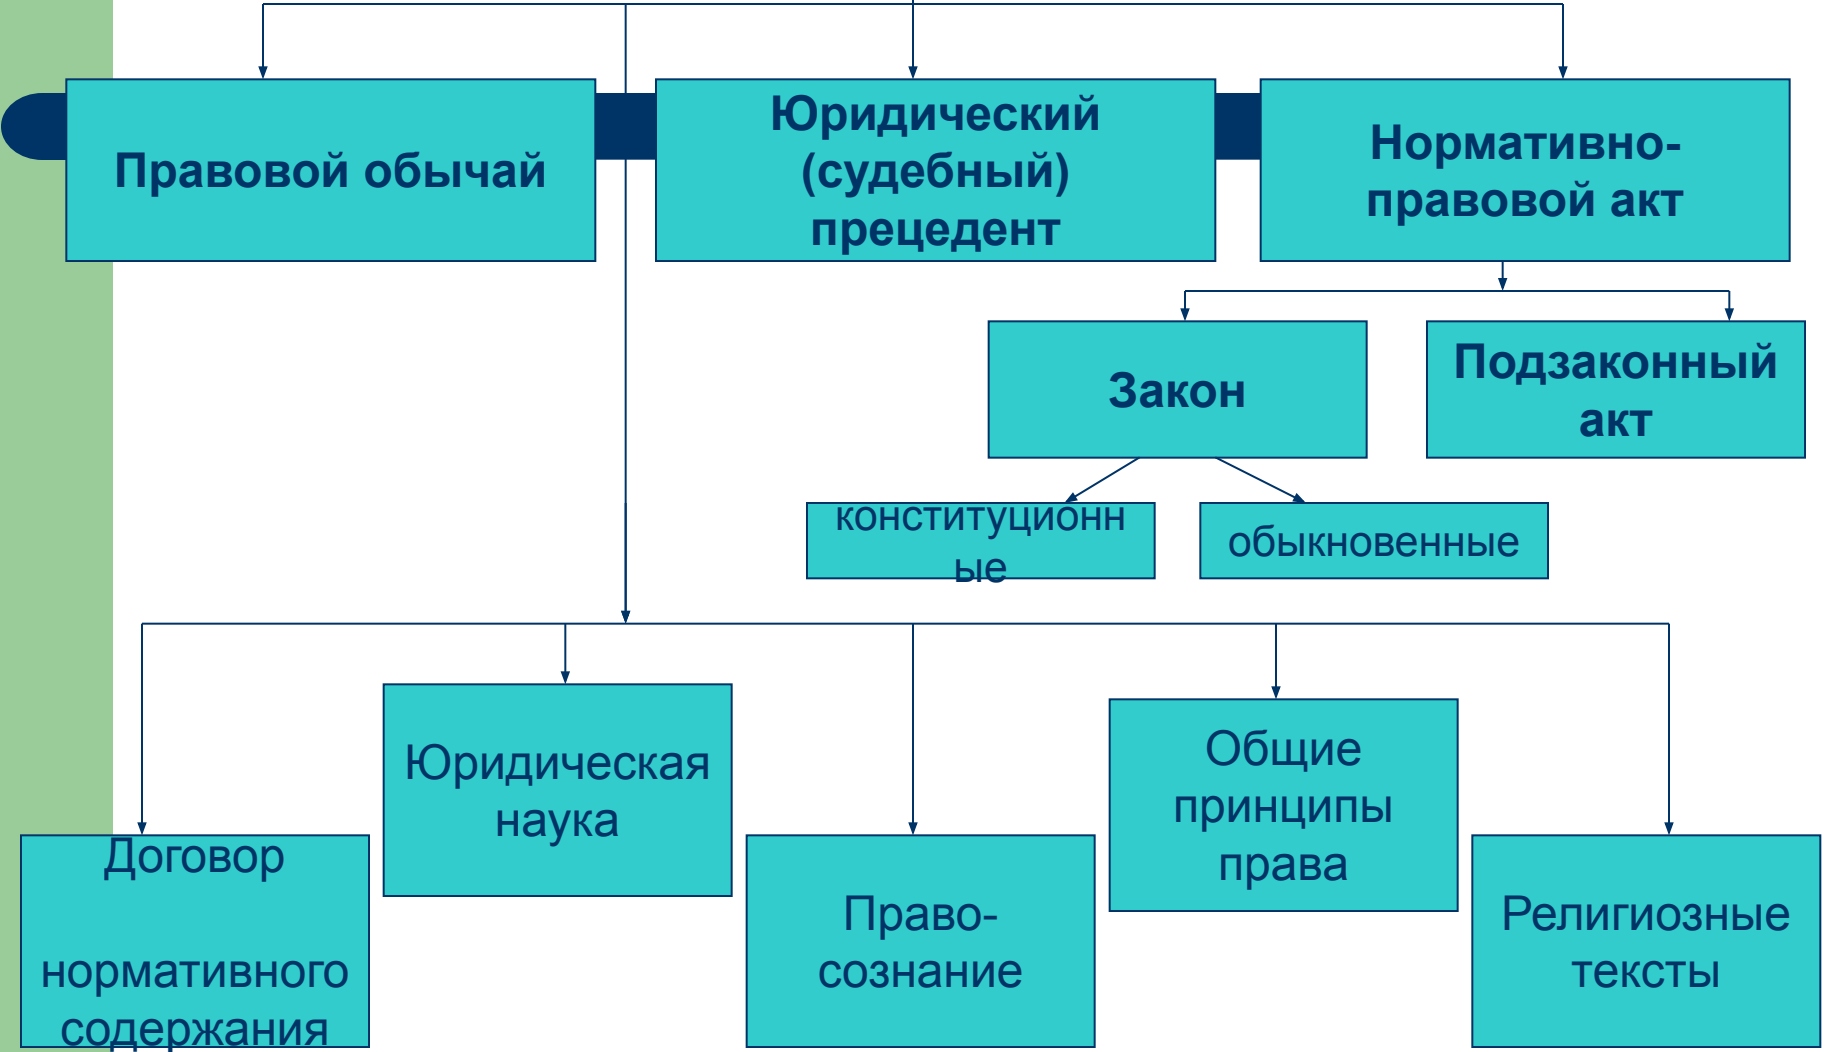 Правовой обычай
Юридический
(судебный)
прецедент
Нормативно-
правовой акт
Закон
Подзаконный
акт
конституционн
ые
обыкновенные
Договор
нормативного
содержания
Юридическая
наука
Право-
сознание
Общие
принципы
права
Религиозные
тексты